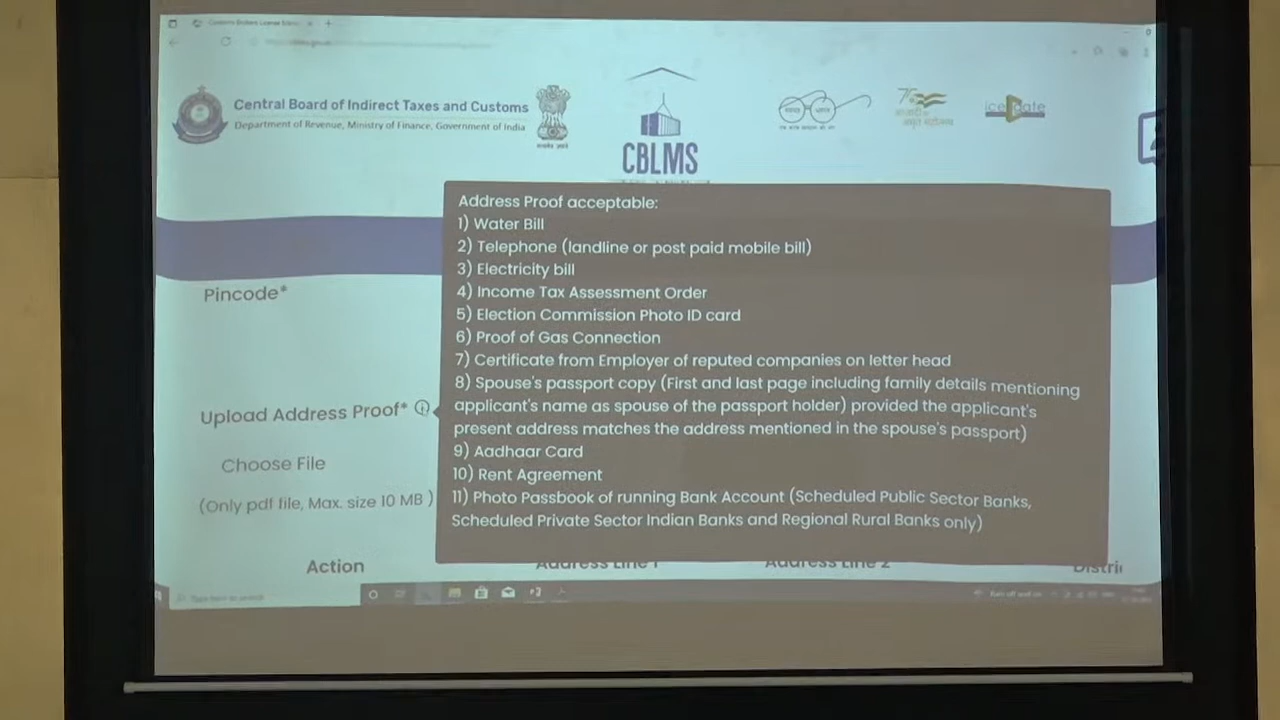 Central Board of Indirect Taxes and Customs
Department of Revenue, Ministry of Finance, Government of India
CBLMS
Address Proof acceptable:
1) Water Bill
2) Telephone (landline or post paid mobile bill)
3) Electricity bill
Pincode*
4) Income Tax Assessment Order
5) Election Commission Photo ID card
6) Proof of Gas Connection
7) Certificate from Employer of reputed companies on letter head
8) Spouse's passport copy (First and last page including family details mentioning
applicant's name as spouse of the passport holder) provided the applicant's
present address matches the address mentioned in the spouse's passport)
Upload Address Proof*
9) Aadhaar Card
Choose File
10) Rent Agreement
11) Photo Passbook of running Bank Account (Scheduled Public Sector Banks,
Scheduled Private Sector Indian Banks and Regional Rural Banks only)
(Only pdf file, Max. size 10 MB )
Action
Address Line 1
Address Line 2